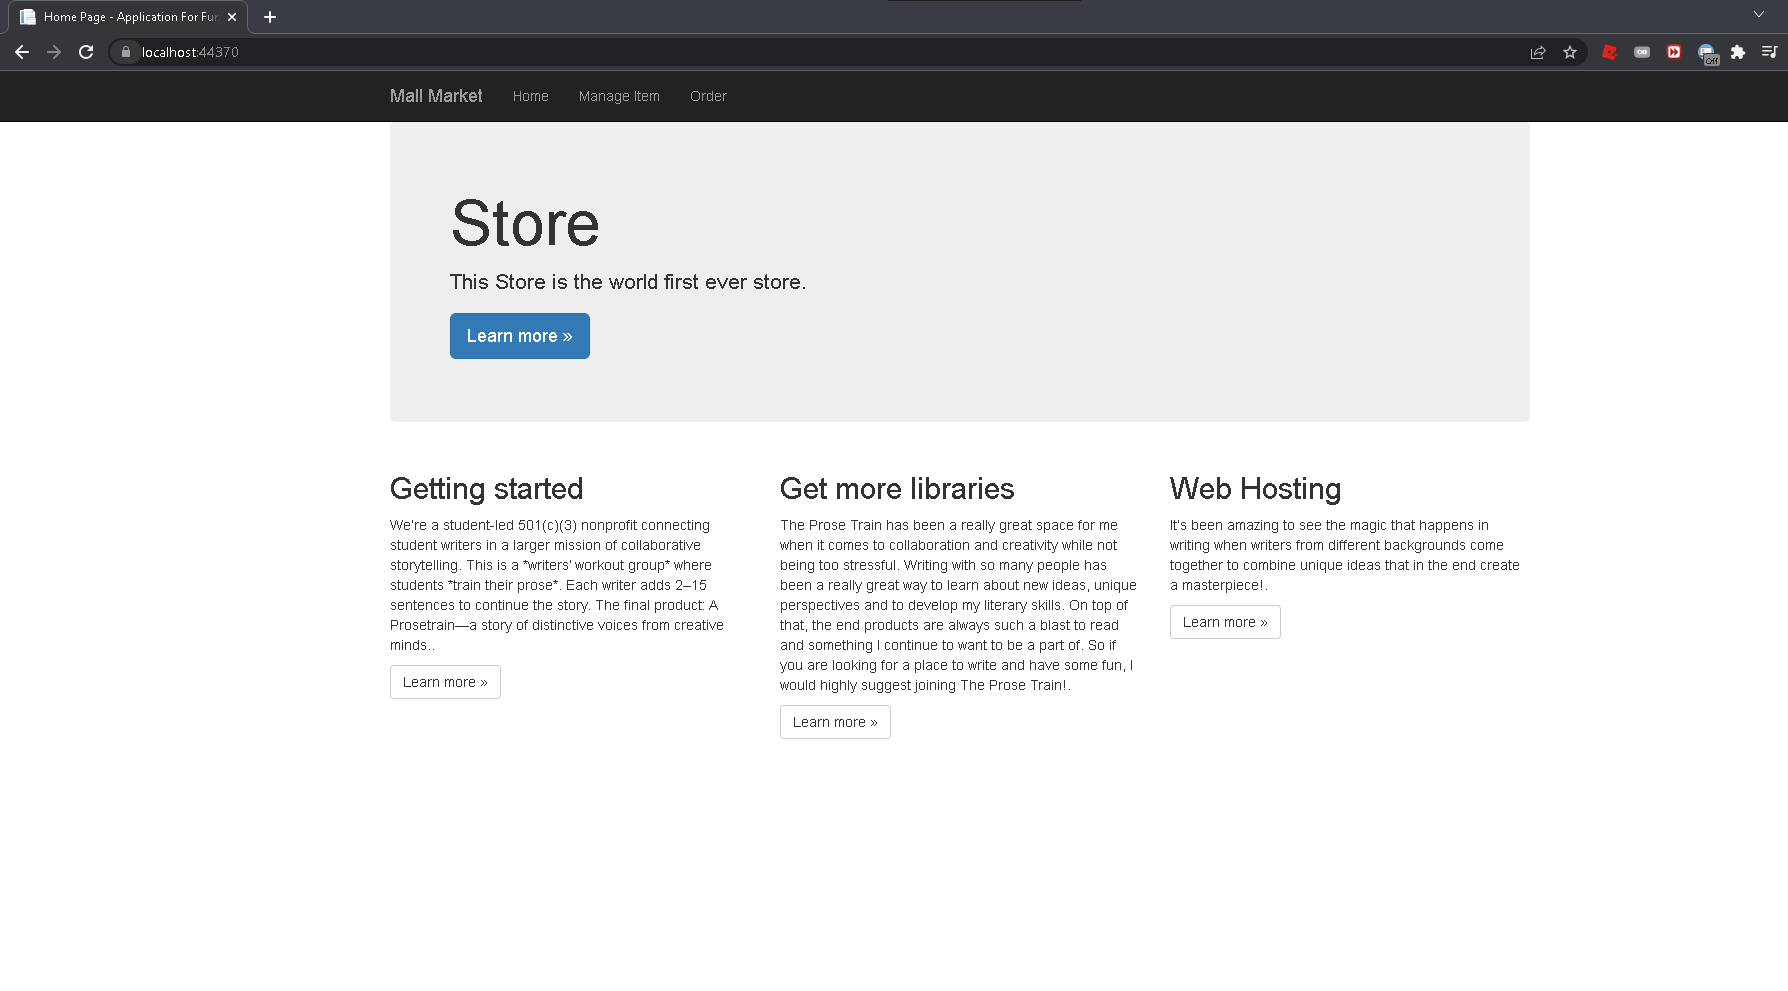 Home Page - Application For Fun
localhost:44370
Off
Mall Market Home Manage Item Order
Store
This Store is the world first ever store.
Learn more »
Getting started
We're a student-led 501(c)(3) nonprofit connecting
student writers in a larger mission of collaborative
storytelling. This is a *writers' workout group* where
students *train their prose*. Each writer adds 2–15
sentences to continue the story. The final product: A
Prosetrain—a story of distinctive voices from creative
minds..
Learn more »
Get more libraries
The Prose Train has been a really great space for me
when it comes to collaboration and creativity while not
being too stressful. Writing with so many people has
been a really great way to learn about new ideas, unique
perspectives and to develop my literary skills. On top of
that, the end products are always such a blast to read
and something I continue to want to be a part of. So if
you are looking for a place to write and have some fun, I
would highly suggest joining The Prose Train!.
Learn more »
Web Hosting
It's been amazing to see the magic that happens in
writing when writers from different backgrounds come
together to combine unique ideas that in the end create
a masterpiece!.
Learn more »